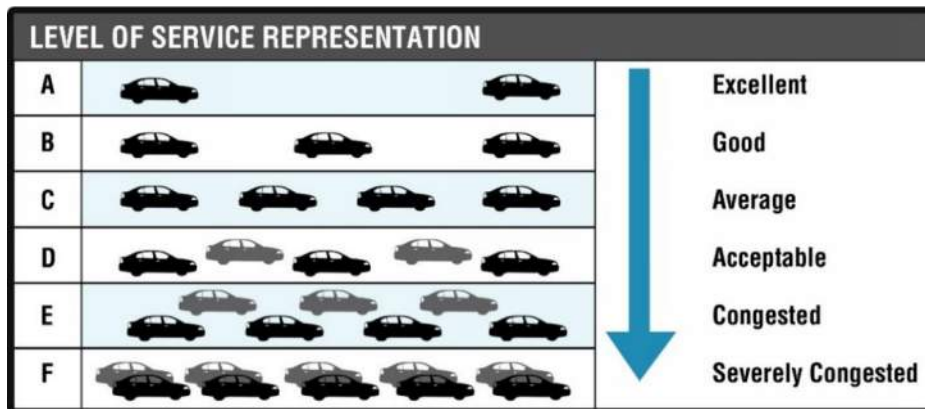 LEVEL OF SERVICE REPRESENTATION
A Excellent
B Good
C Average
D Acceptable
E Congested
F Severely Congested